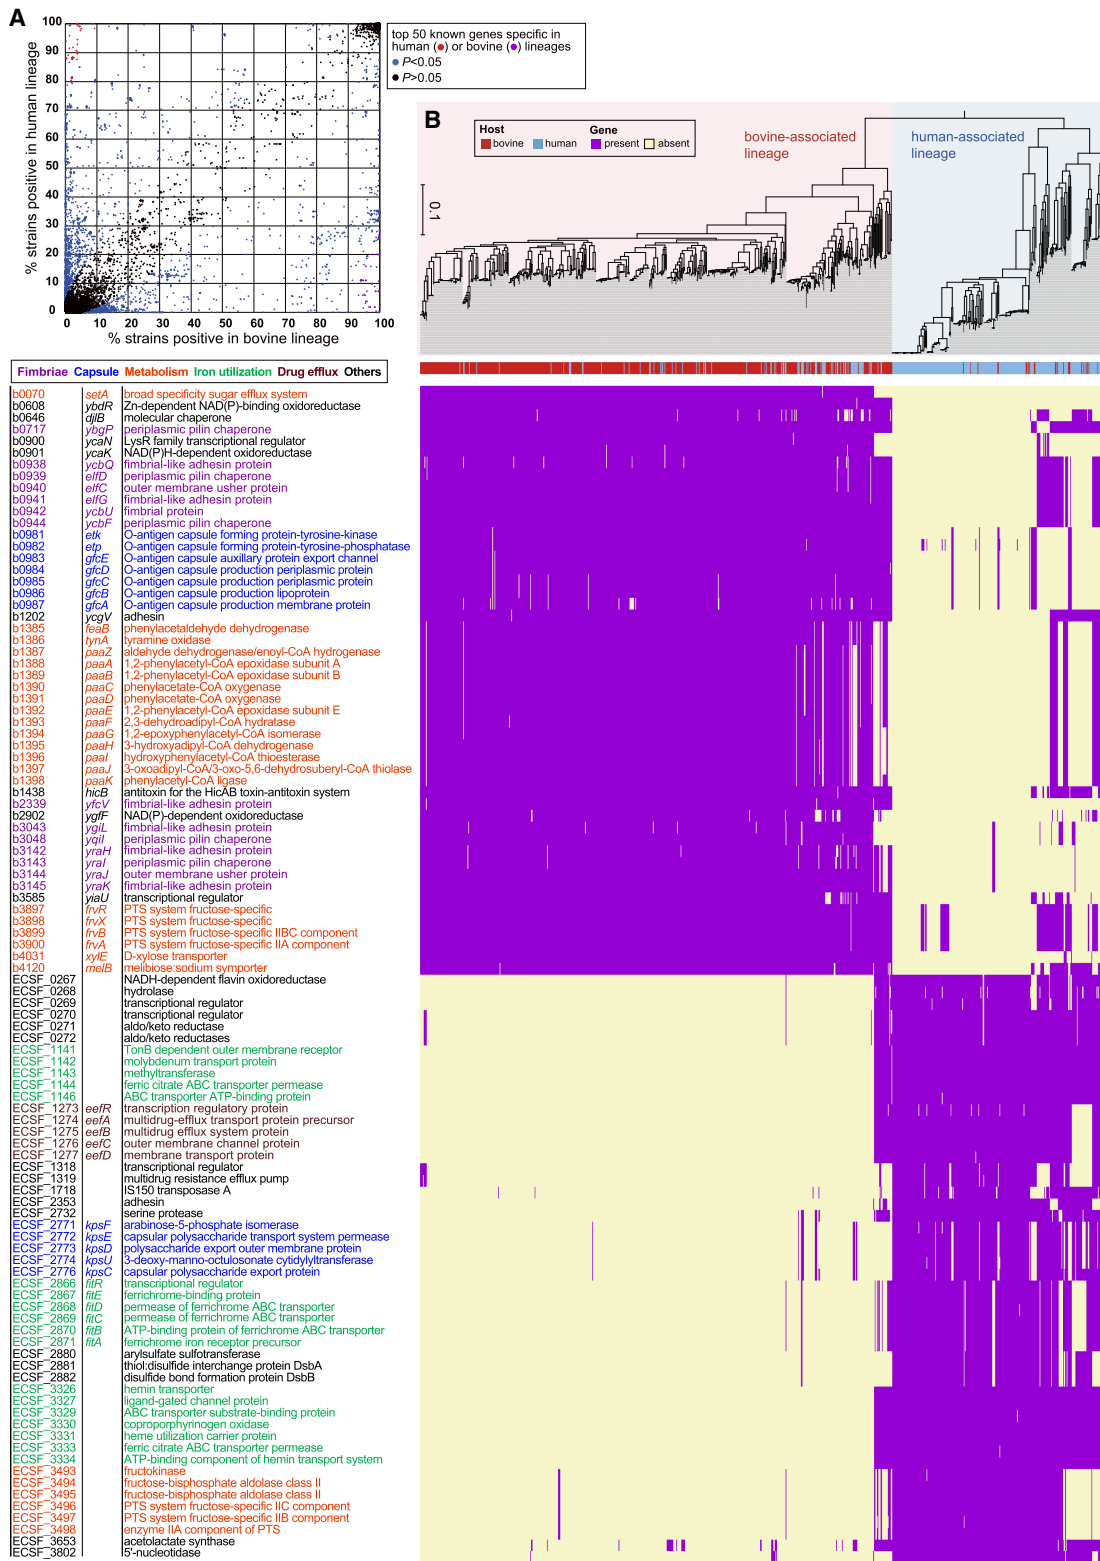 A
% strains positive in human lineage
100
90
80
70
60
50
40
30
20
10
0
0 10 20 30 40 50 60 70 80 90 100
% strains positive in bovine lineage
top 50 known genes specific in
human (●) or bovine (●) lineages
P<0.05
P>0.05
B
Host Gene
bovine human present absent
bovine-associated
lineage
human-associated
lineage
0.1
Fimbriae Capsule Metabolism Iron utilization Drug efflux Others
b0070 setA broad specificity sugar efflux system
b0608 ybdR Zn-dependent NAD(P)-binding oxidoreductase
b0646 djlB molecular chaperone
b0717 ybgP periplasmic pilin chaperone
b0900 ycaN LysR family transcriptional regulator
b0901 ycaK NAD(P)H-dependent oxidoreductase
b0938 ycbQ fimbrial-like adhesin protein
b0939 elfD periplasmic pilin chaperone
b0940 elfC outer membrane usher protein
b0941 elfG fimbrial-like adhesin protein
b0942 ycbU fimbrial protein
b0944 ycbF periplasmic pilin chaperone
b0981 etk O-antigen capsule forming protein-tyrosine-kinase
b0982 etp O-antigen capsule forming protein-tyrosine-phosphatase
b0983 gfcE O-antigen capsule auxillary protein export channel
b0984 gfcD O-antigen capsule production periplasmic protein
b0985 gfcC O-antigen capsule production periplasmic protein
b0986 gfcB O-antigen capsule production lipoprotein
b0987 gfcA O-antigen capsule production membrane protein
b1202 ycgV adhesin
b1385 feaB phenylacetaldehyde dehydrogenase
b1386 tynA tyramine oxidase
b1387 paaZ aldehyde dehydrogenase/enoyl-CoA hydrogenase
b1388 paaA 1,2-phenylacetyl-CoA epoxidase subunit A
b1389 paaB 1,2-phenylacetyl-CoA epoxidase subunit B
b1390 paaC phenylacetate-CoA oxygenase
b1391 paaD phenylacetate-CoA oxygenase
b1392 paaE 1,2-phenylacetyl-CoA epoxidase subunit E
b1393 paaF 2,3-dehydroadipyl-CoA hydratase
b1394 paaG 1,2-epoxyphenylacetyl-CoA isomerase
b1395 paaH 3-hydroxyadipyl-CoA dehydrogenase
b1396 paaI hydroxyphenylacetyl-CoA thioesterase
b1397 paaJ 3-oxoadipyl-CoA/3-oxo-5,6-dehydrosuberyl-CoA thiolase
b1398 paaK phenylacetyl-CoA ligase
b1438 hicB antitoxin for the HicAB toxin-antitoxin system
b2339 yfcV fimbrial-like adhesin protein
b2902 ygfF NAD(P)-dependent oxidoreductase
b3043 ygiL fimbrial-like adhesin protein
b3048 yqiI periplasmic pilin chaperone
b3142 yraH fimbrial-like adhesin protein
b3143 yraI periplasmic pilin chaperone
b3144 yraJ outer membrane usher protein
b3145 yraK fimbrial-like adhesin protein
b3585 yiaU transcriptional regulator
b3897 frvR PTS system fructose-specific
b3898 frvX PTS system fructose-specific
b3899 frvB PTS system fructose-specific IIBC component
b3900 frvA PTS system fructose-specific IIA component
b4031 xylE D-xylose transporter
b4120 melB melibiose:sodium symporter
ECSF_0267 NADH-dependent flavin oxidoreductase
ECSF_0268 hydrolase
ECSF_0269 transcriptional regulator
ECSF_0270 transcriptional regulator
ECSF_0271 aldo/keto reductase
ECSF_0272 aldo/keto reductases
ECSF_1141 TonB dependent outer membrane receptor
ECSF_1142 molybdenum transport protein
ECSF_1143 methyltransferase
ECSF_1144 ferric citrate ABC transporter permease
ECSF_1146 ABC transporter ATP-binding protein
ECSF_1273 eefR transcription regulatory protein
ECSF_1274 eefA multidrug-efflux transport protein precursor
ECSF_1275 eefB multidrug efflux system protein
ECSF_1276 eefC outer membrane channel protein
ECSF_1277 eefD membrane transport protein
ECSF_1318 transcriptional regulator
ECSF_1319 multidrug resistance efflux pump
ECSF_1718 IS150 transposase A
ECSF_2353 adhesin
ECSF_2732 serine protease
ECSF_2771 kpsF arabinose-5-phosphate isomerase
ECSF_2772 kpsE capsular polysaccharide transport system permease
ECSF_2773 kpsD polysaccharide export outer membrane protein
ECSF_2774 kpsU 3-deoxy-manno-octulosonate cytidylyltransferase
ECSF_2776 kpsC capsular polysaccharide export protein
ECSF_2866 fitR transcriptional regulator
ECSF_2867 fitE ferrichrome-binding protein
ECSF_2868 fitD permease of ferrichrome ABC transporter
ECSF_2869 fitC permease of ferrichrome ABC transporter
ECSF_2870 fitB ATP-binding protein of ferrichrome ABC transporter
ECSF_2871 fitA ferrichrome iron receptor precursor
ECSF_2880 arylsulfate sulfotransferase
ECSF_2881 thiol:disulfide interchange protein DsbA
ECSF_2882 disulfide bond formation protein DsbB
ECSF_3326 hemin transporter
ECSF_3327 ligand-gated channel protein
ECSF_3329 ABC transporter substrate-binding protein
ECSF_3330 coproporphyrinogen oxidase
ECSF_3331 heme utilization carrier protein
ECSF_3333 ferric citrate ABC transporter permease
ECSF_3334 ATP-binding component of hemin transport system
ECSF_3493 fructokinase
ECSF_3494 fructose-bisphosphate aldolase class II
ECSF_3495 fructose-bisphosphate aldolase class II
ECSF_3496 PTS system fructose-specific IIC component
ECSF_3497 PTS system fructose-specific IIB component
ECSF_3498 enzyme IIA component of PTS
ECSF_3653 acetolactate synthase
ECSF_3802 5'-nucleotidase